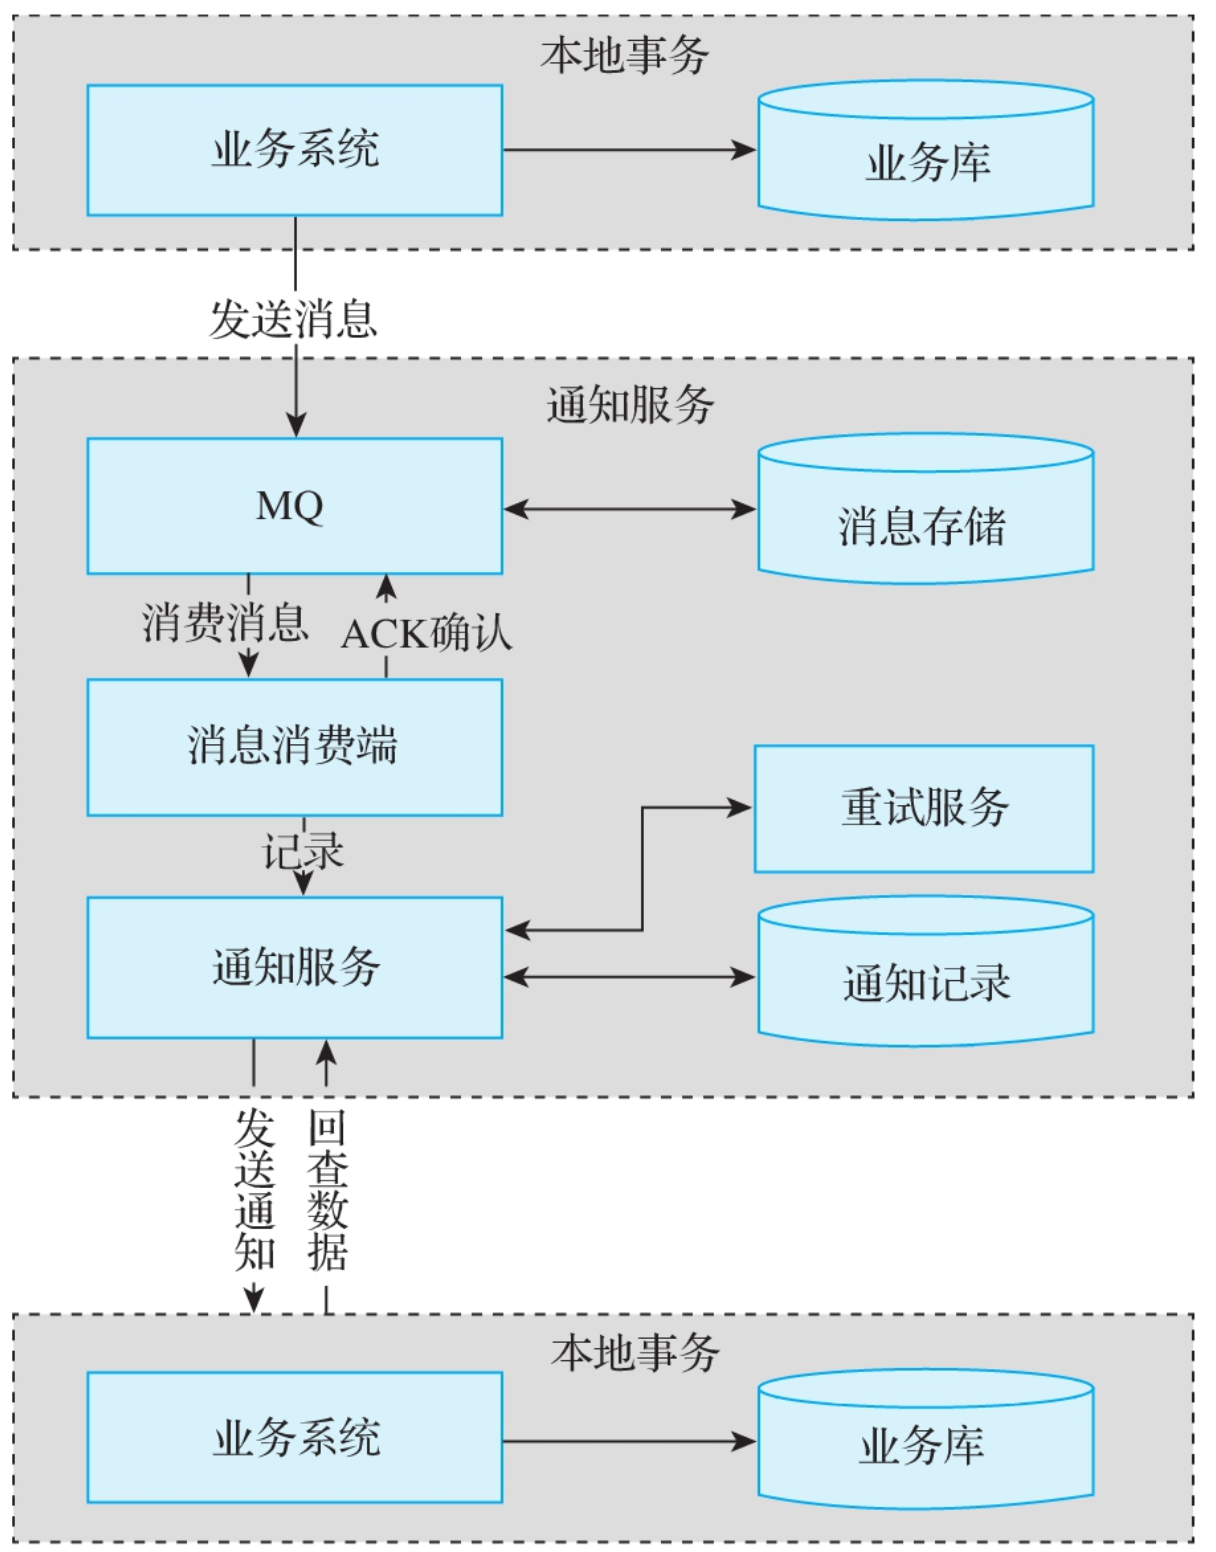 本地事务
业务系统
业务库
发送消息
通知服务
MQ
消息存储
消费消息
ACK确认
消息消费端
重试服务
记录
通知服务
通知记录
发送通知
回查数据
本地事务
业务系统
业务库